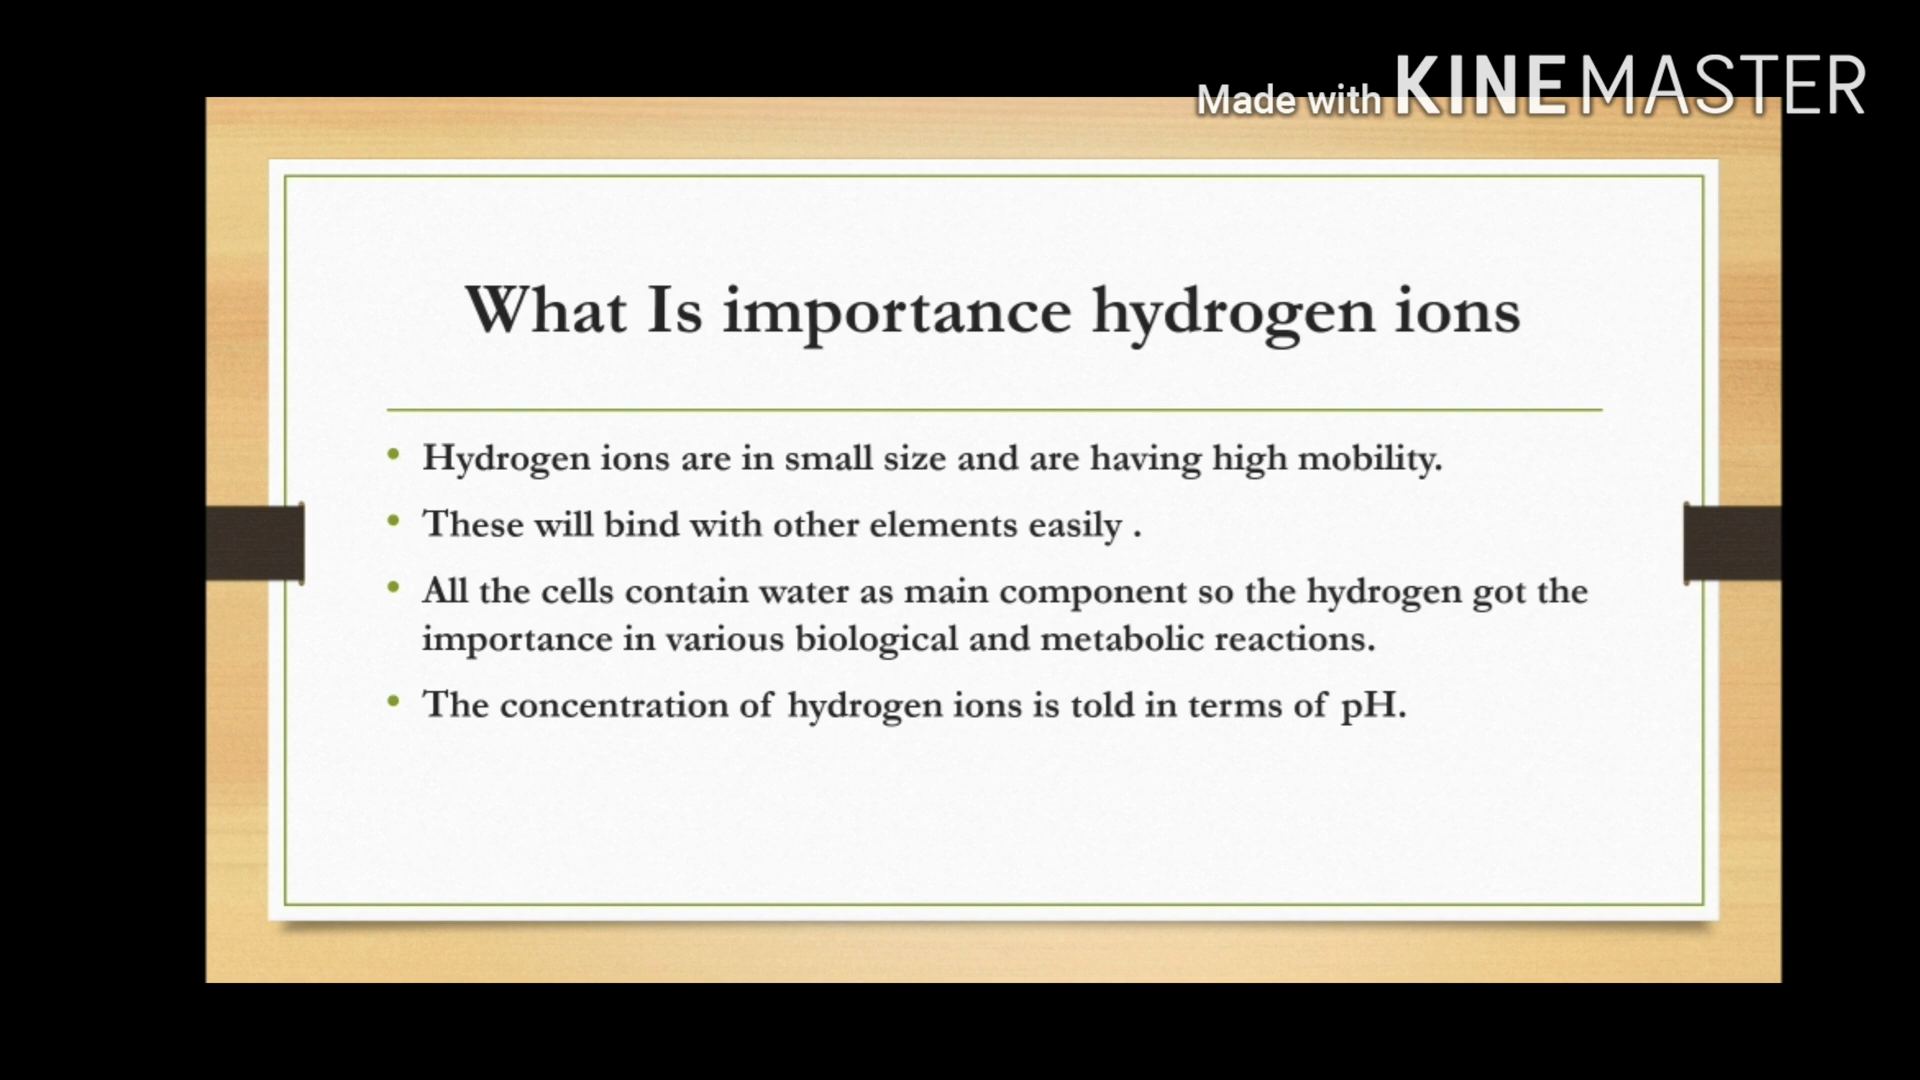 Made with KINEMASTER
What Is importance hydrogen ions
• Hydrogen ions are in small size and are having high mobility.
• These will bind with other elements easily .
• All the cells contain water as main component so the hydrogen got the
importance in various biological and metabolic reactions.
• The concentration of hydrogen ions is told in terms of pH.